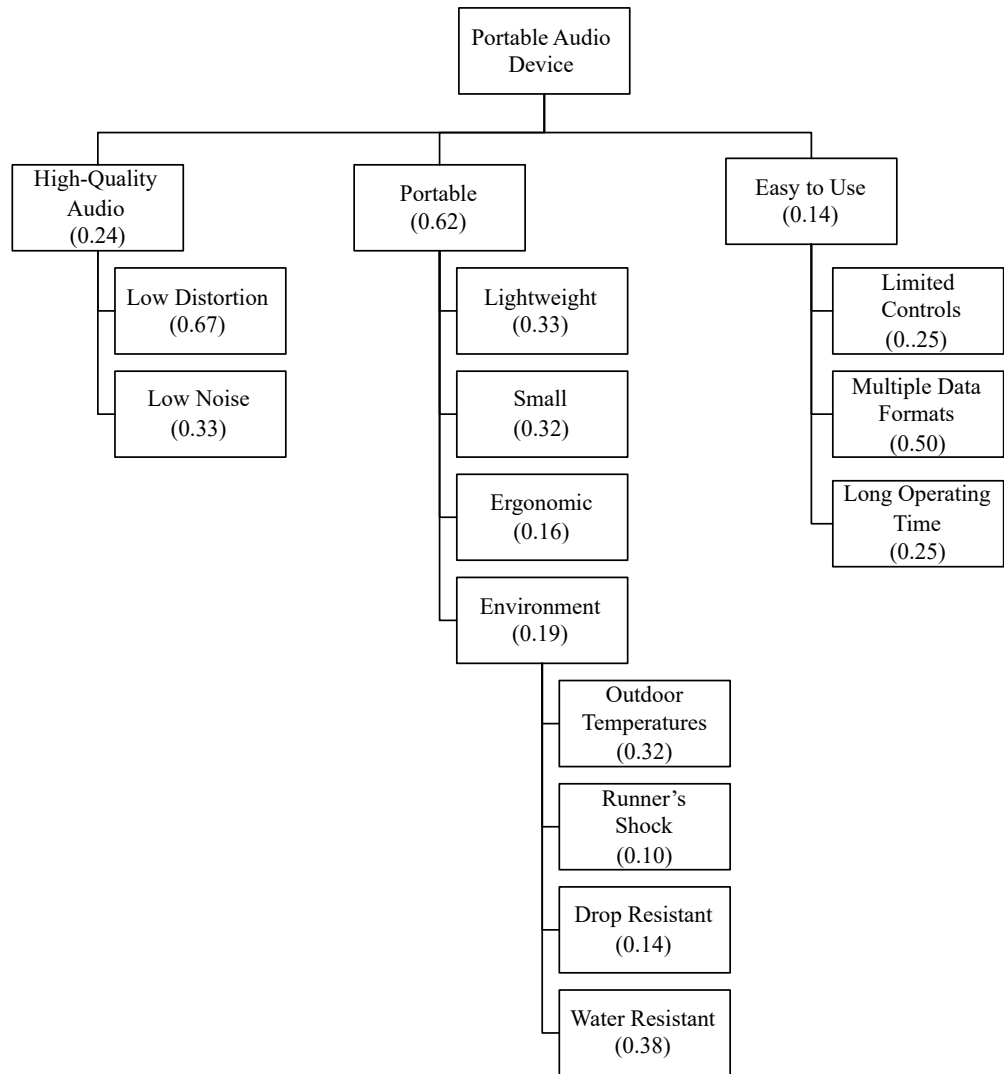 Portable Audio
Device
High-Quality
Audio
(0.24)
Low Distortion
(0.67)
Low Noise
(0.33)
Portable
(0.62)
Lightweight
(0.33)
Small
(0.32)
Ergonomic
(0.16)
Environment
(0.19)
Outdoor
Temperatures
(0.32)
Runner’s
Shock
(0.10)
Drop Resistant
(0.14)
Water Resistant
(0.38)
Easy to Use
(0.14)
Limited
Controls
(0..25)
Multiple Data
Formats
(0.50)
Long Operating
Time
(0.25)